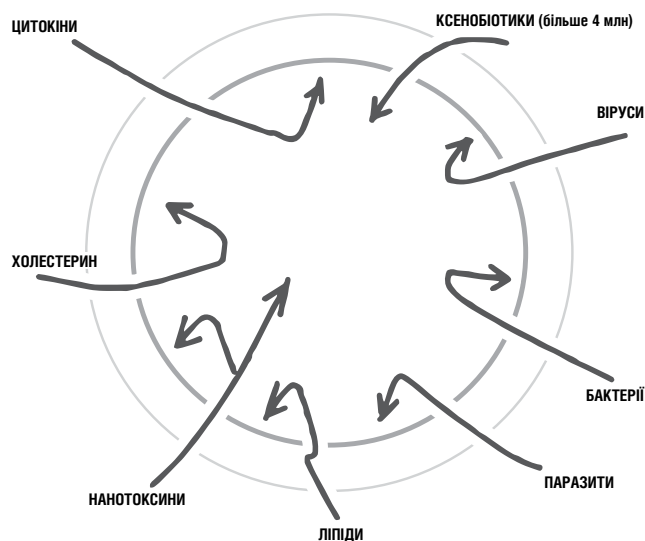 ЦИТОКІНИ
КСЕНОБІОТИКИ (більше 4 млн)
ВІРУСИ
ХОЛЕСТЕРИН
БАКТЕРІЇ
ПАРАЗИТИ
НАНОТОКСИНИ
ЛІПІДИ